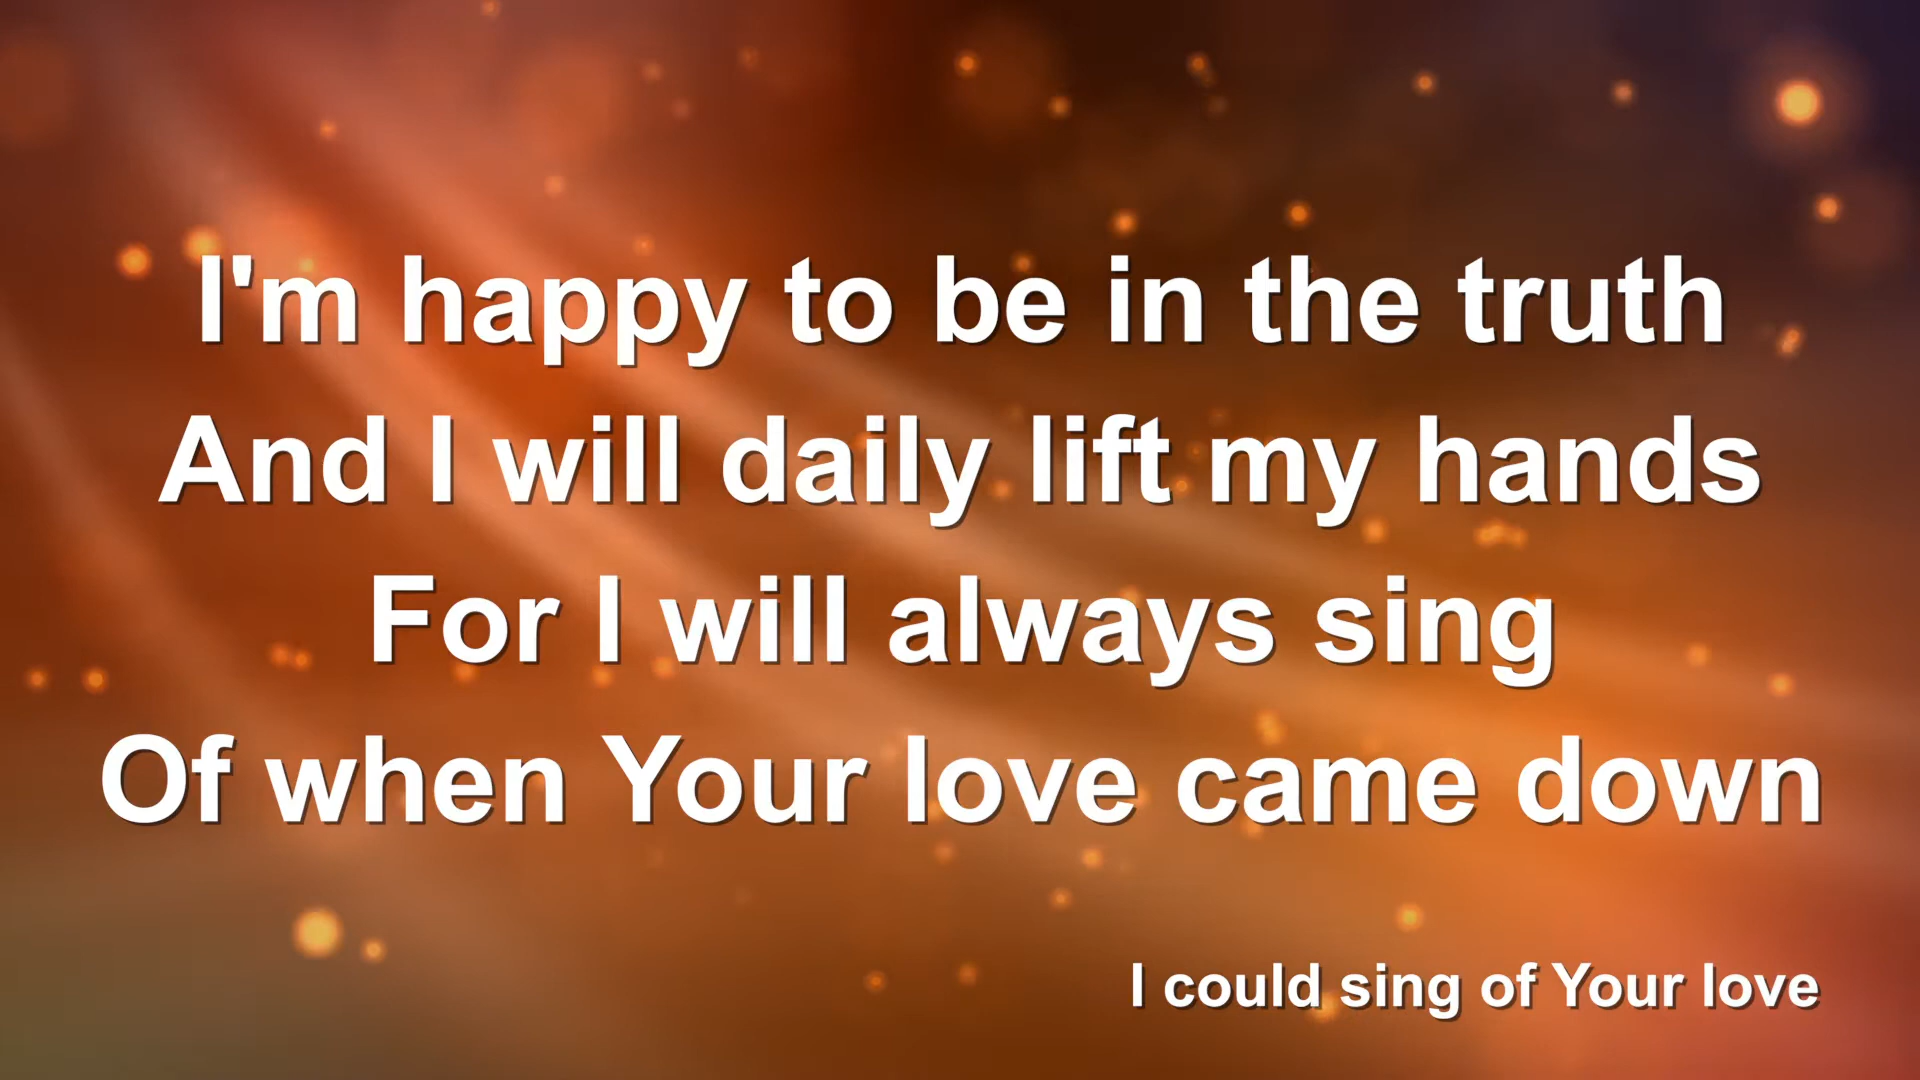 I'm happy to be in the truth
And I will daily lift my hands
For I will always sing
Of when Your love came down
I could sing of Your love